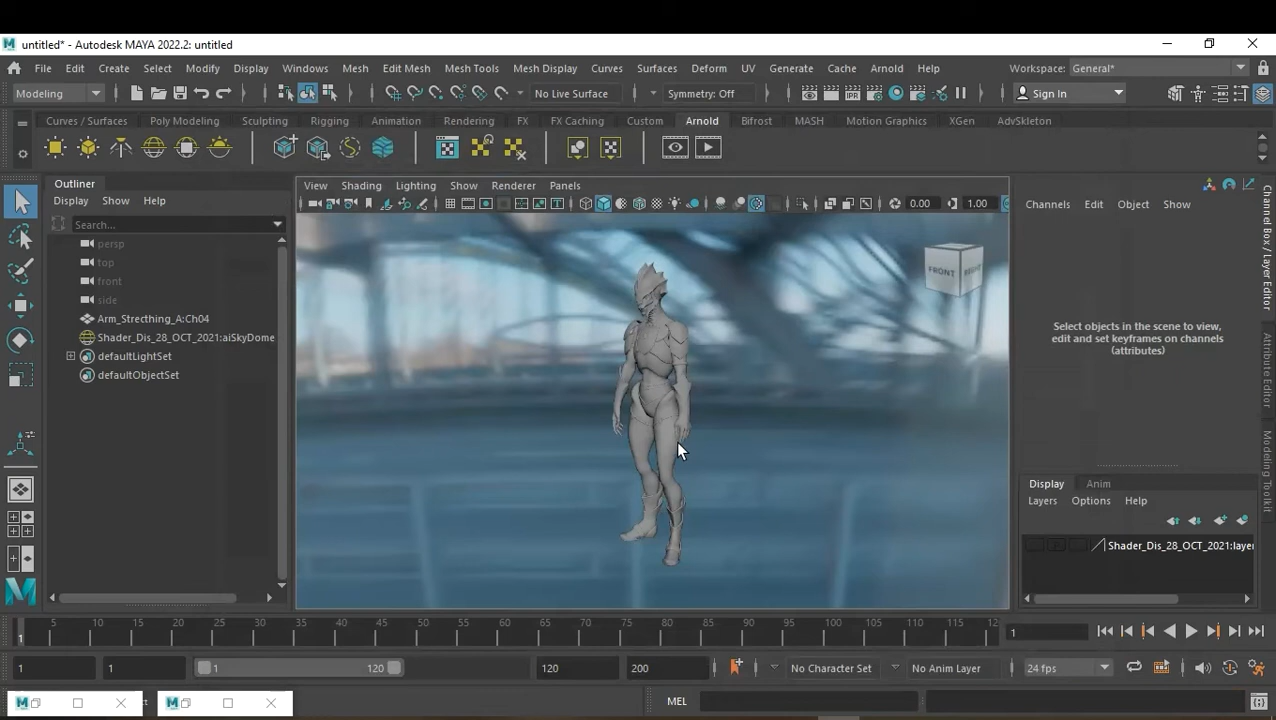 untitled* - Autodesk MAYA 2022.2: untitled
File Edit Create Select Modify Display Windows Mesh Edit Mesh Mesh Tools Mesh Display Curves Surfaces Deform UV Generate Cache Arnold Help Workspace: General*
Modeling No Live Surface Symmetry: Off IPR Sign In
Curves / Surfaces Poly Modeling Sculpting Rigging Animation Rendering FX FX Caching Custom Arnold Bifrost MASH Motion Graphics XGen AdvSkeleton
Outliner
Display Show Help
Search...
persp
top
front
side
Arm_Strecthing_A:Ch04
Shader_Dis_28_OCT_2021:aiSkyDome
defaultLightSet
defaultObjectSet
View Shading Lighting Show Renderer Panels
0.00 1.00
FRONT RIGHT
Channels Edit Object Show
Select objects in the scene to view,
edit and set keyframes on channels
(attributes)
Display Anim
Layers Options Help
Shader_Dis_28_OCT_2021:layer
Channel Box / Layer Editor
Attribute Editor
Modeling Toolkit
1 5 10 15 20 25 30 35 40 45 50 55 60 65 70 75 80 85 90 95 100 105 110 115 12 1
1 1 1 120 120 200 No Character Set No Anim Layer 24 fps
MEL